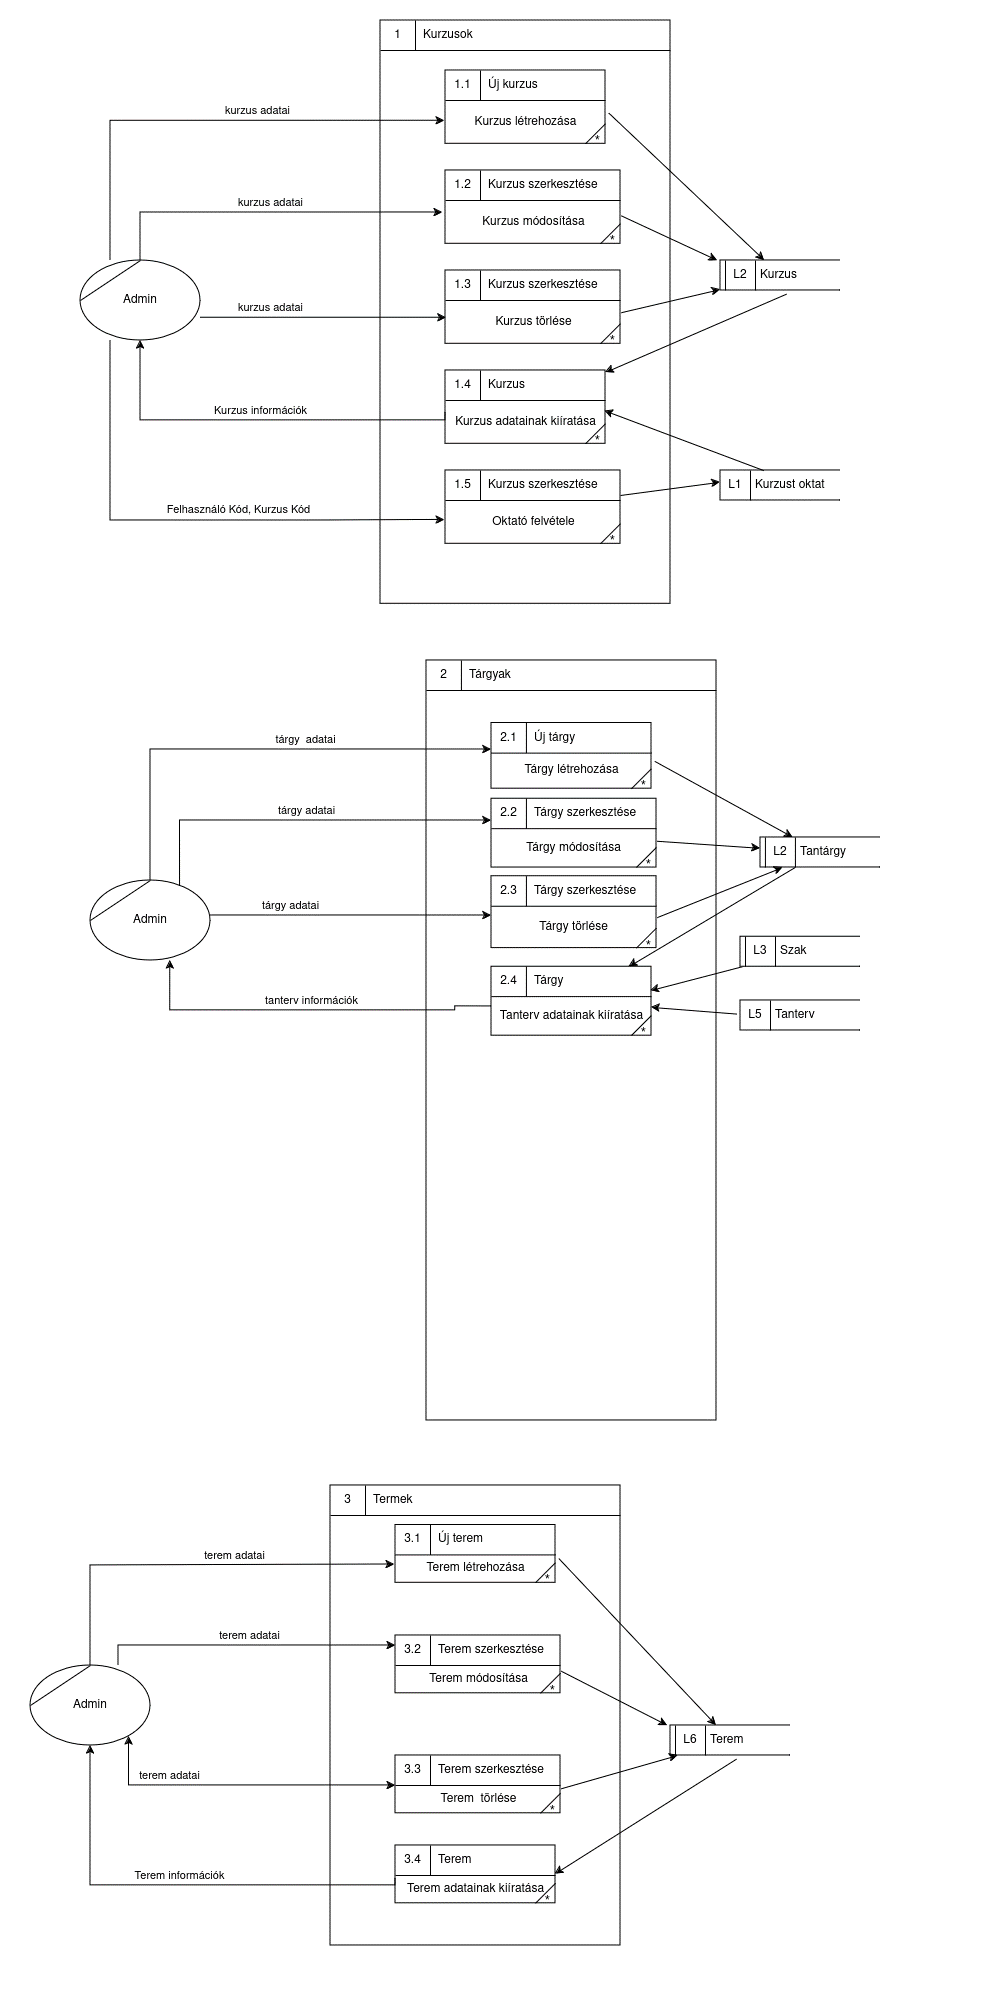 1 Kurzusok
1.1 Új kurzus
kurzus adatai
Kurzus létrehozása
*
1.2 Kurzus szerkesztése
kurzus adatai
Kurzus módosítása
*
L2 Kurzus
1.3 Kurzus szerkesztése
Admin
kurzus adatai
Kurzus törlése
*
1.4 Kurzus
Kurzus információk
Kurzus adatainak kiíratása
*
1.5 Kurzus szerkesztése
L1 Kurzust oktat
Felhasználó Kód, Kurzus Kód
Oktató felvétele
*
2 Tárgyak
2.1 Új tárgy
tárgy  adatai
Tárgy létrehozása
*
2.2 Tárgy szerkesztése
tárgy adatai
Tárgy módosítása
*
L2 Tantárgy
2.3 Tárgy szerkesztése
tárgy adatai
Admin
Tárgy törlése
*
L3 Szak
2.4 Tárgy
tanterv információk
Tanterv adatainak kiíratása
*
L5 Tanterv
3 Termek
3.1 Új terem
terem adatai
Terem létrehozása
*
terem adatai
3.2 Terem szerkesztése
Terem módosítása
*
Admin
L6 Terem
3.3 Terem szerkesztése
terem adatai
Terem  törlése
*
3.4 Terem
Terem információk
Terem adatainak kiíratása
*